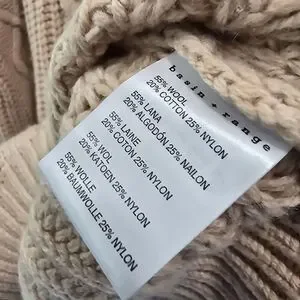 basin + range
55% WOOL
20% COTTON 25% NYLON
55% LANA
20% ALGODÓN 25% NAILON
55% LAINE
20% COTON 25% NYLON
55% WOL
20% KATOEN 25% NYLON
55% WOLLE
20% BAUMWOLLE 25% NYLON